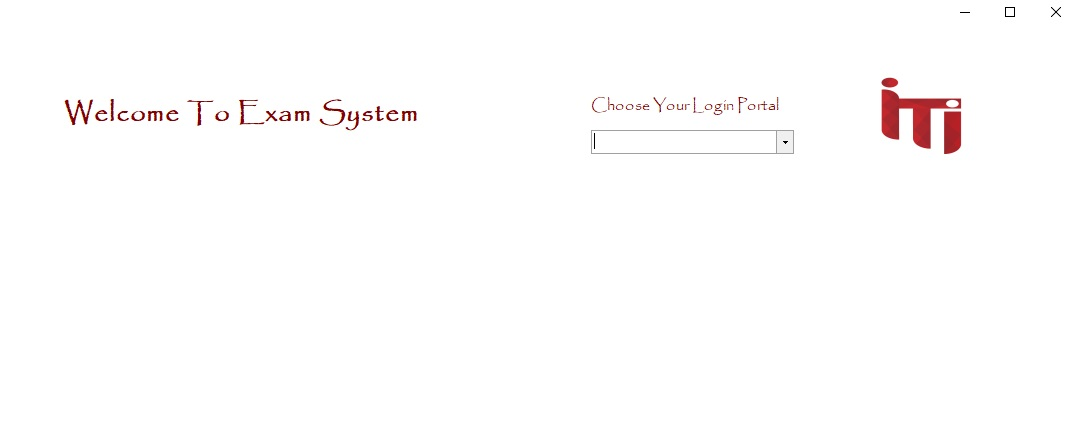 Welcome To Exam System
Choose Your Login Portal
iTi